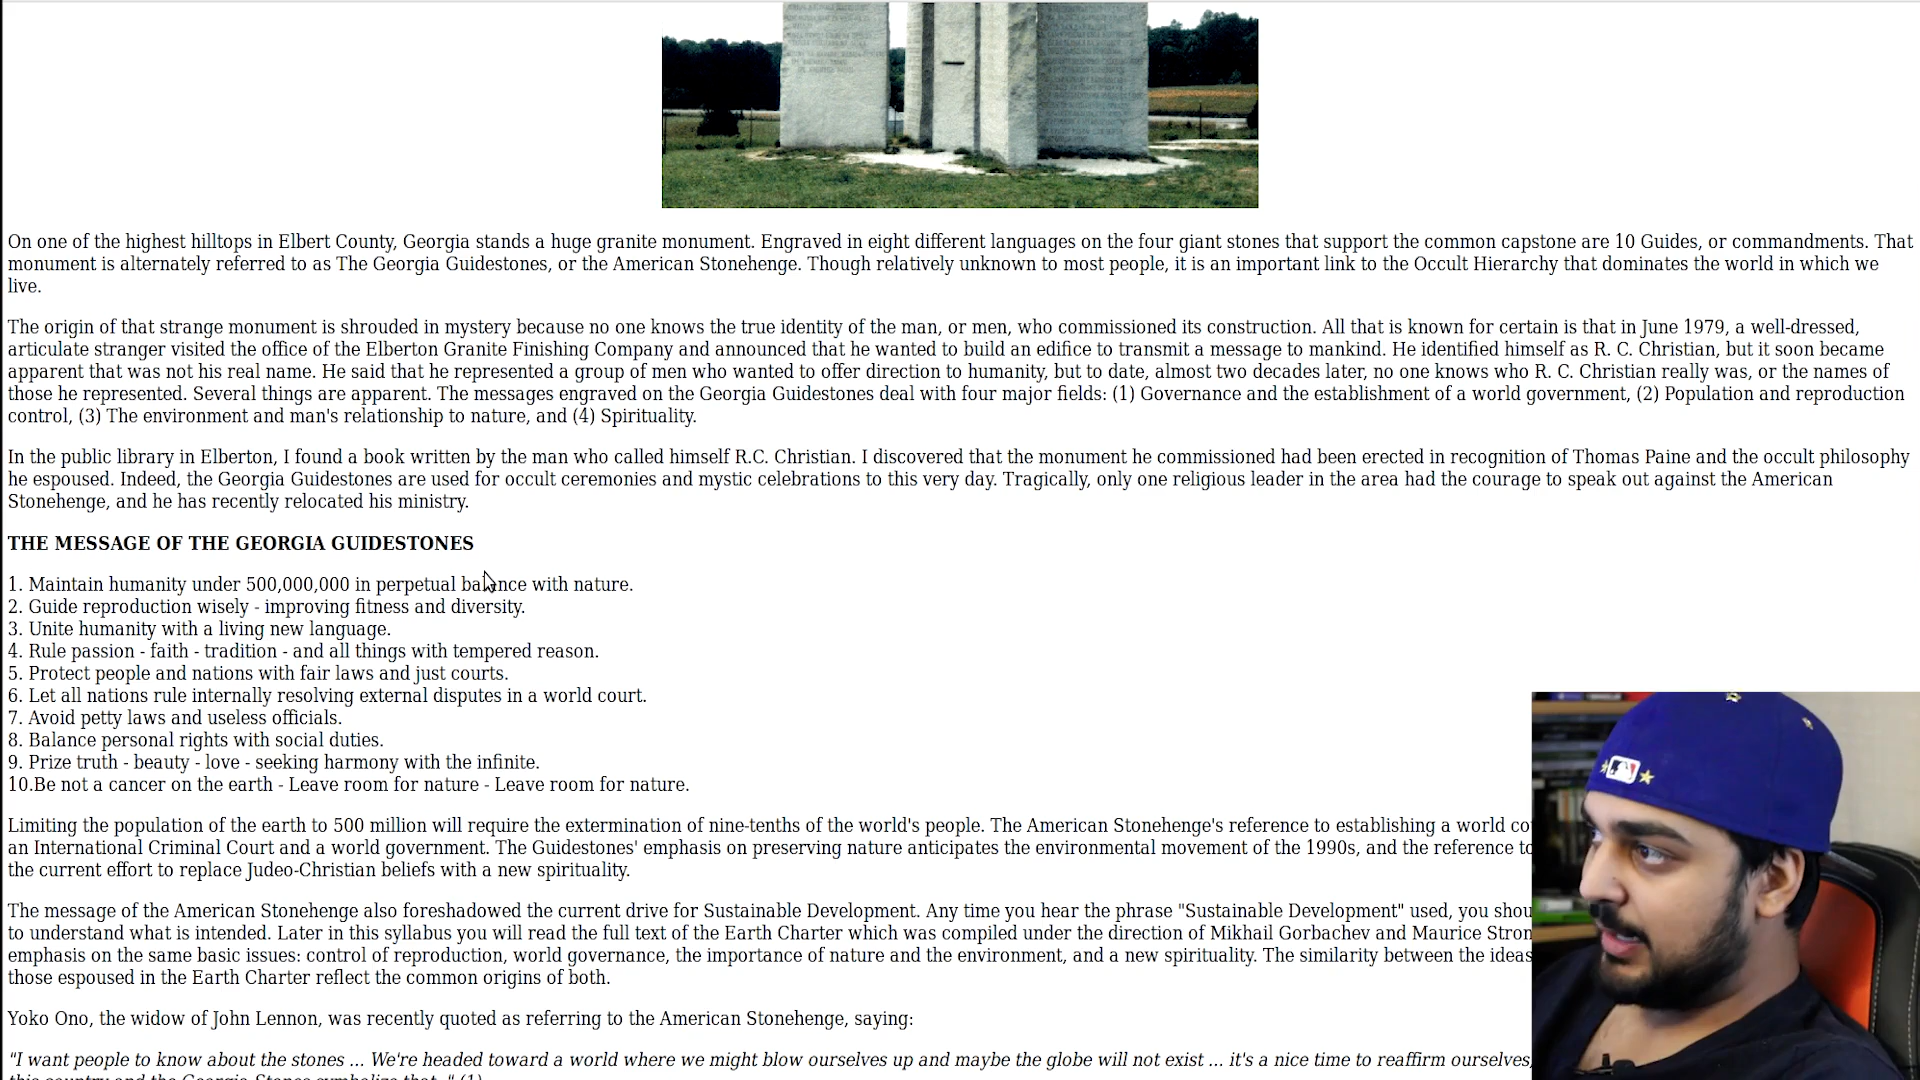 On one of the highest hilltops in Elbert County, Georgia stands a huge granite monument. Engraved in eight different languages on the four giant stones that support the common capstone are 10 Guides, or commandments. That
monument is alternately referred to as The Georgia Guidestones, or the American Stonehenge. Though relatively unknown to most people, it is an important link to the Occult Hierarchy that dominates the world in which we
live.
The origin of that strange monument is shrouded in mystery because no one knows the true identity of the man, or men, who commissioned its construction. All that is known for certain is that in June 1979, a well-dressed,
articulate stranger visited the office of the Elberton Granite Finishing Company and announced that he wanted to build an edifice to transmit a message to mankind. He identified himself as R. C. Christian, but it soon became
apparent that was not his real name. He said that he represented a group of men who wanted to offer direction to humanity, but to date, almost two decades later, no one knows who R. C. Christian really was, or the names of
those he represented. Several things are apparent. The messages engraved on the Georgia Guidestones deal with four major fields: (1) Governance and the establishment of a world government, (2) Population and reproduction
control, (3) The environment and man's relationship to nature, and (4) Spirituality.
In the public library in Elberton, I found a book written by the man who called himself R.C. Christian. I discovered that the monument he commissioned had been erected in recognition of Thomas Paine and the occult philosophy
he espoused. Indeed, the Georgia Guidestones are used for occult ceremonies and mystic celebrations to this very day. Tragically, only one religious leader in the area had the courage to speak out against the American
Stonehenge, and he has recently relocated his ministry.
THE MESSAGE OF THE GEORGIA GUIDESTONES
1. Maintain humanity under 500,000,000 in perpetual balance with nature.
2. Guide reproduction wisely - improving fitness and diversity.
3. Unite humanity with a living new language.
4. Rule passion - faith - tradition - and all things with tempered reason.
5. Protect people and nations with fair laws and just courts.
6. Let all nations rule internally resolving external disputes in a world court.
7. Avoid petty laws and useless officials.
8. Balance personal rights with social duties.
9. Prize truth - beauty - love - seeking harmony with the infinite.
10.Be not a cancer on the earth - Leave room for nature - Leave room for nature.
Limiting the population of the earth to 500 million will require the extermination of nine-tenths of the world's people. The American Stonehenge's reference to establishing a world
an International Criminal Court and a world government. The Guidestones' emphasis on preserving nature anticipates the environmental movement of the 1990s, and the reference
the current effort to replace Judeo-Christian beliefs with a new spirituality.
The message of the American Stonehenge also foreshadowed the current drive for Sustainable Development. Any time you hear the phrase "Sustainable Development" used, you
to understand what is intended. Later in this syllabus you will read the full text of the Earth Charter which was compiled under the direction of Mikhail Gorbachev and Maurice
emphasis on the same basic issues: control of reproduction, world governance, the importance of nature and the environment, and a new spirituality. The similarity between the ideas
those espoused in the Earth Charter reflect the common origins of both.
Yoko Ono, the widow of John Lennon, was recently quoted as referring to the American Stonehenge, saying:
"I want people to know about the stones ... We're headed toward a world where we might blow ourselves up and maybe the globe will not exist ... it's a nice time to reaffirm ourselves,